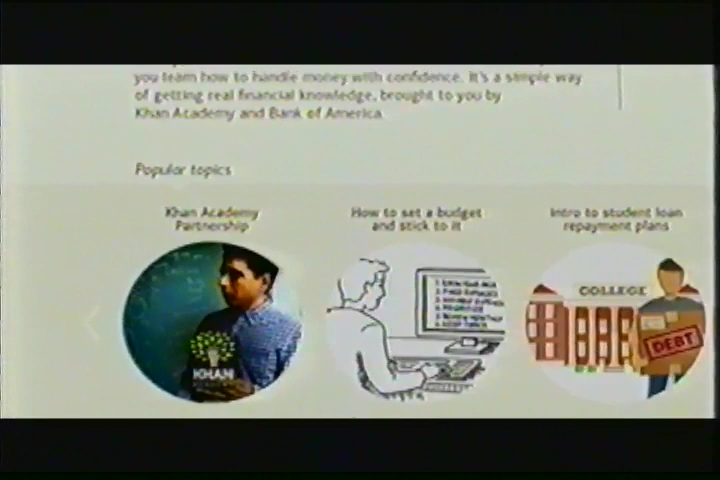 you learn how to handle money with confidence. It's a simple way
of getting real financial knowledge, brought to you by
Khan Academy and Bank of America.
Popular topics
Khan Academy
Partnership
How to set a budget
and stick to it
Intro to student loan
repayment plans
KHAN
COLLEGE
DEBT